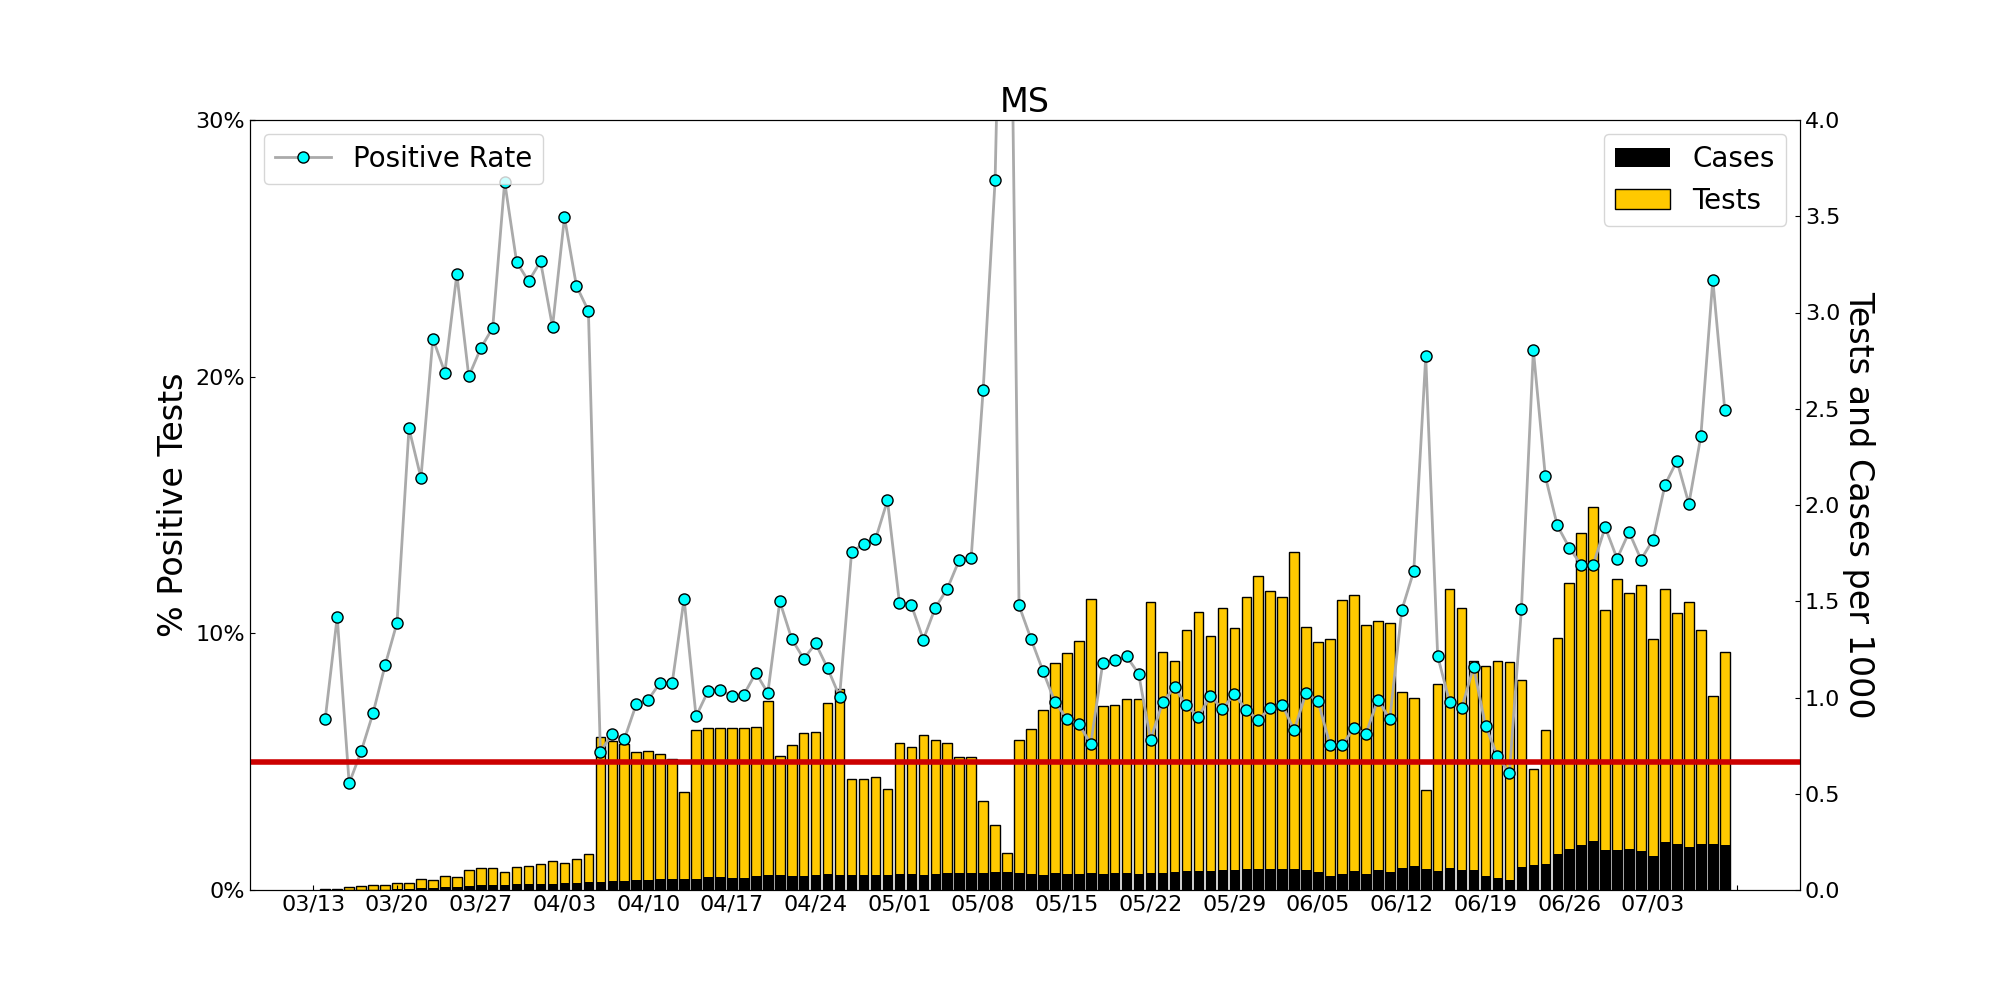 MS
Positive Rate
Cases
Tests
% Positive Tests
30%
20%
10%
0%
4.0
3.5
3.0
2.5
2.0
1.5
1.0
0.5
0.0
Tests and Cases per 1000
03/13 03/20 03/27 04/03 04/10 04/17 04/24 05/01 05/08 05/15 05/22 05/29 06/05 06/12 06/19 06/26 07/03